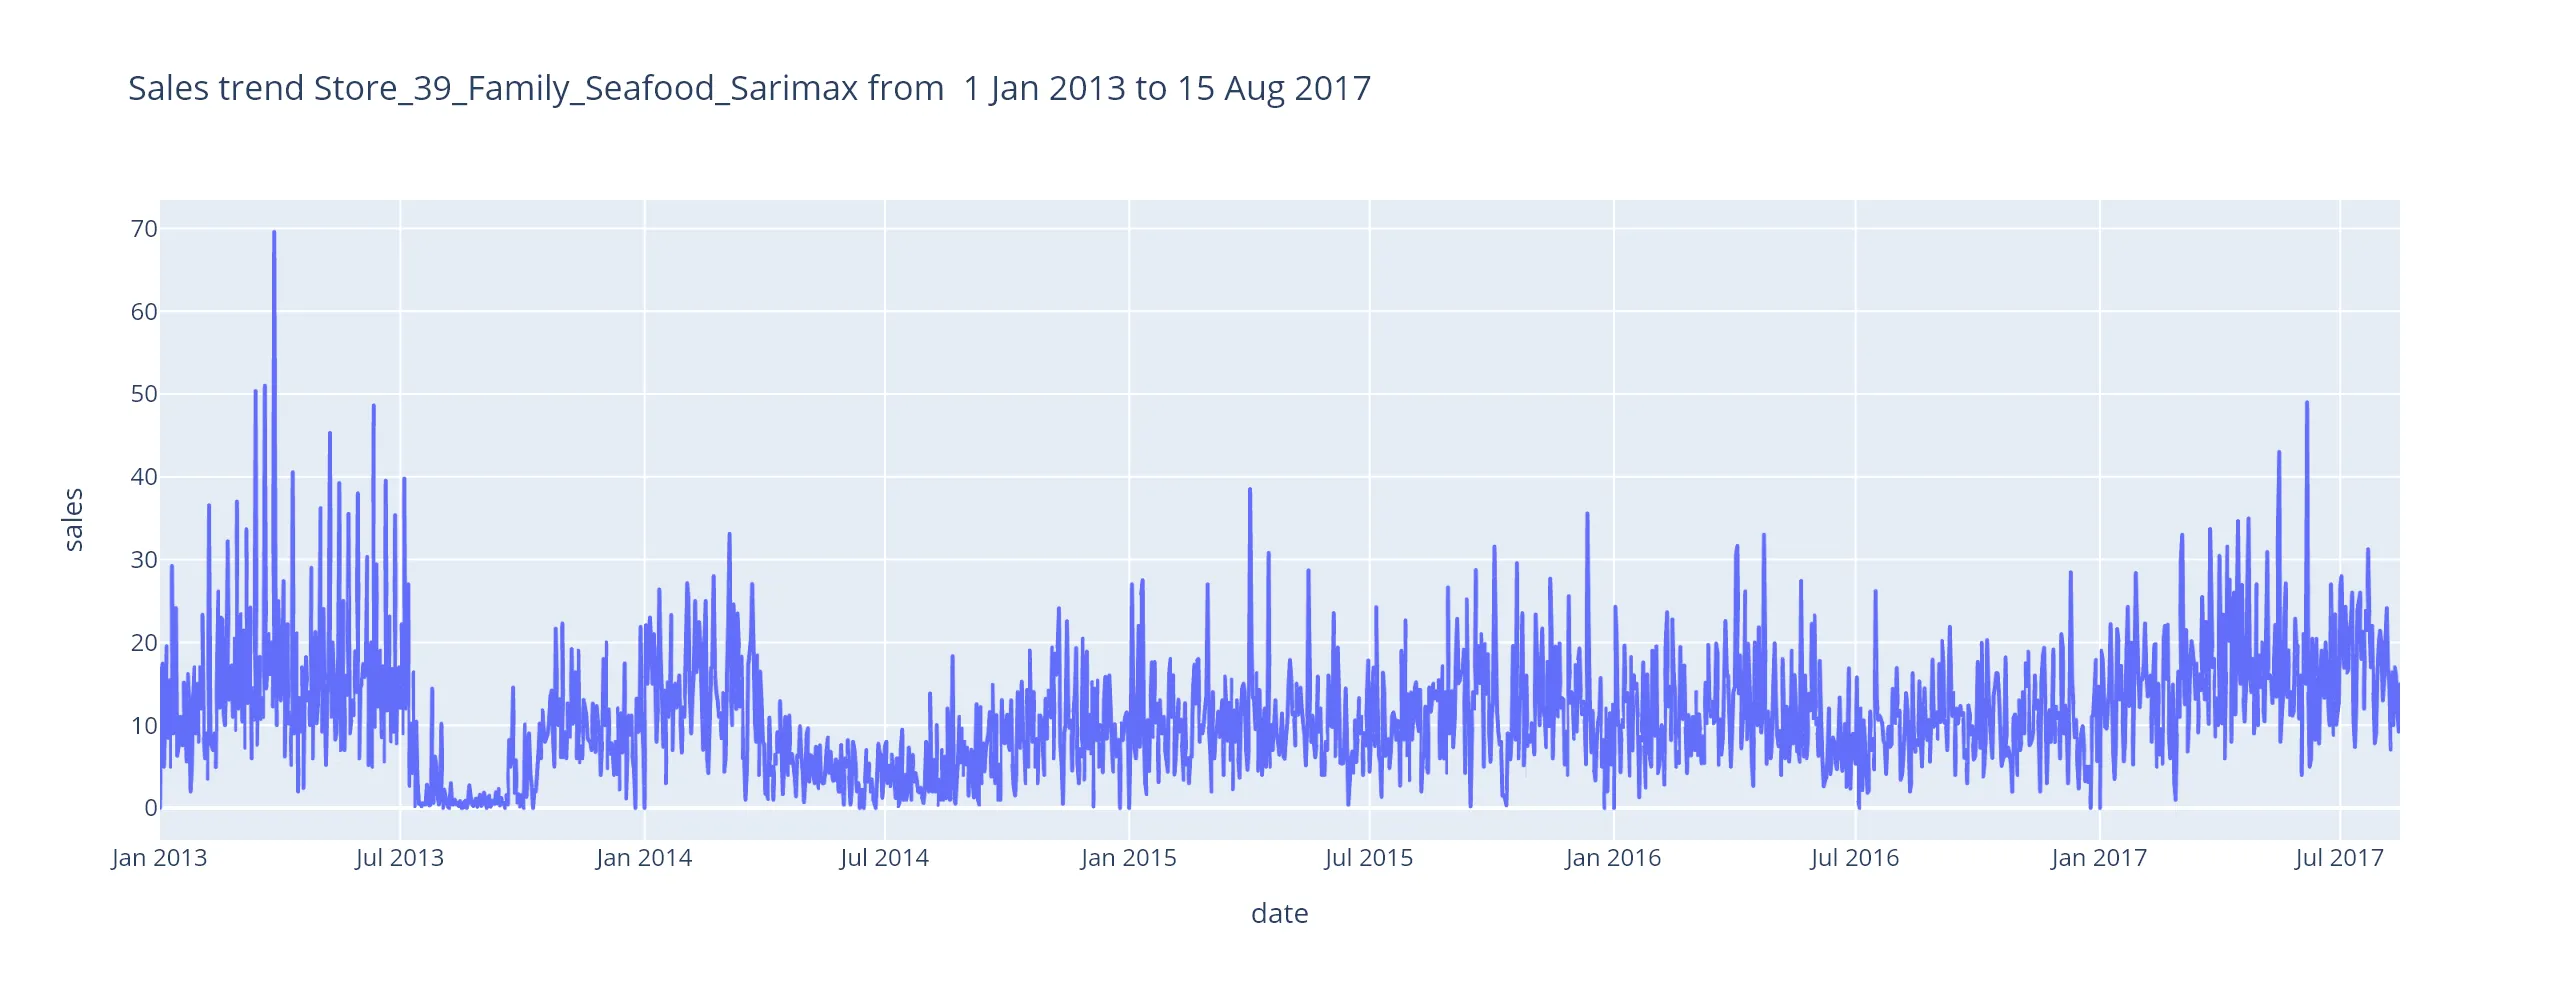 Sales trend Store_39_Family_Seafood_Sarimax from  1 Jan 2013 to 15 Aug 2017
70
60
50
40
30
20
10
0
sales
Jan 2013 Jul 2013 Jan 2014 Jul 2014 Jan 2015 Jul 2015 Jan 2016 Jul 2016 Jan 2017 Jul 2017
date